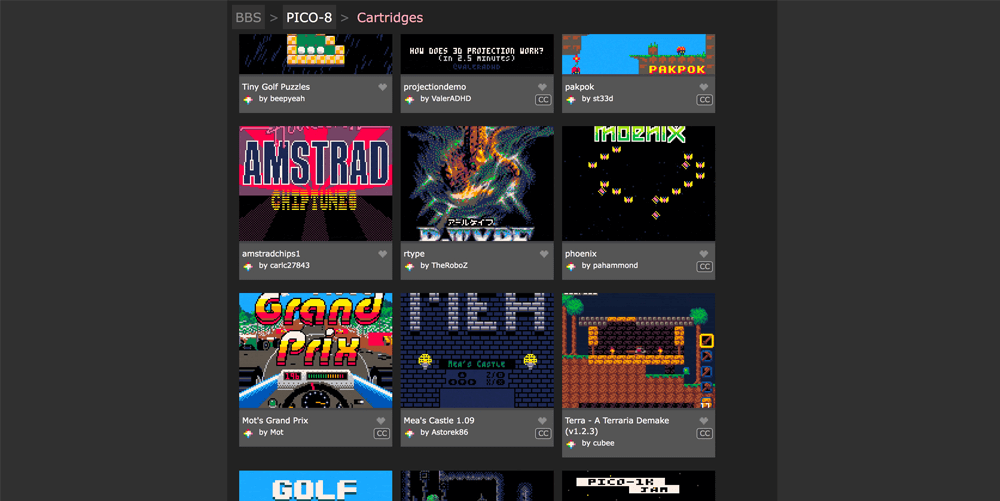 BBS > PICO-8 > Cartridges
HOW DOES 3D PROJECTION WORK?
(IN 2.5 MINUTES)
@VALERADHD
PAKPOK
Tiny Golf Puzzles
by beepyeah
projectiondemo
by ValerADHD
CC
pakpok
by st33d
CC
AMSTRAD
CHIPTUNES
アールタイプ
R-TYPE
PHOENIX
amstradchips1
by carlc27843
rtype
by TheRoboZ
phoenix
by pahammond
CC
Grand
Prix
MEA
Mea's Castle
Mot's Grand Prix
by Mot
CC
Mea's Castle 1.09
by Astorek86
CC
Terra - A Terraria Demake
(v1.2.3)
by cubee
CC
GOLF
PICO-1K
JAM